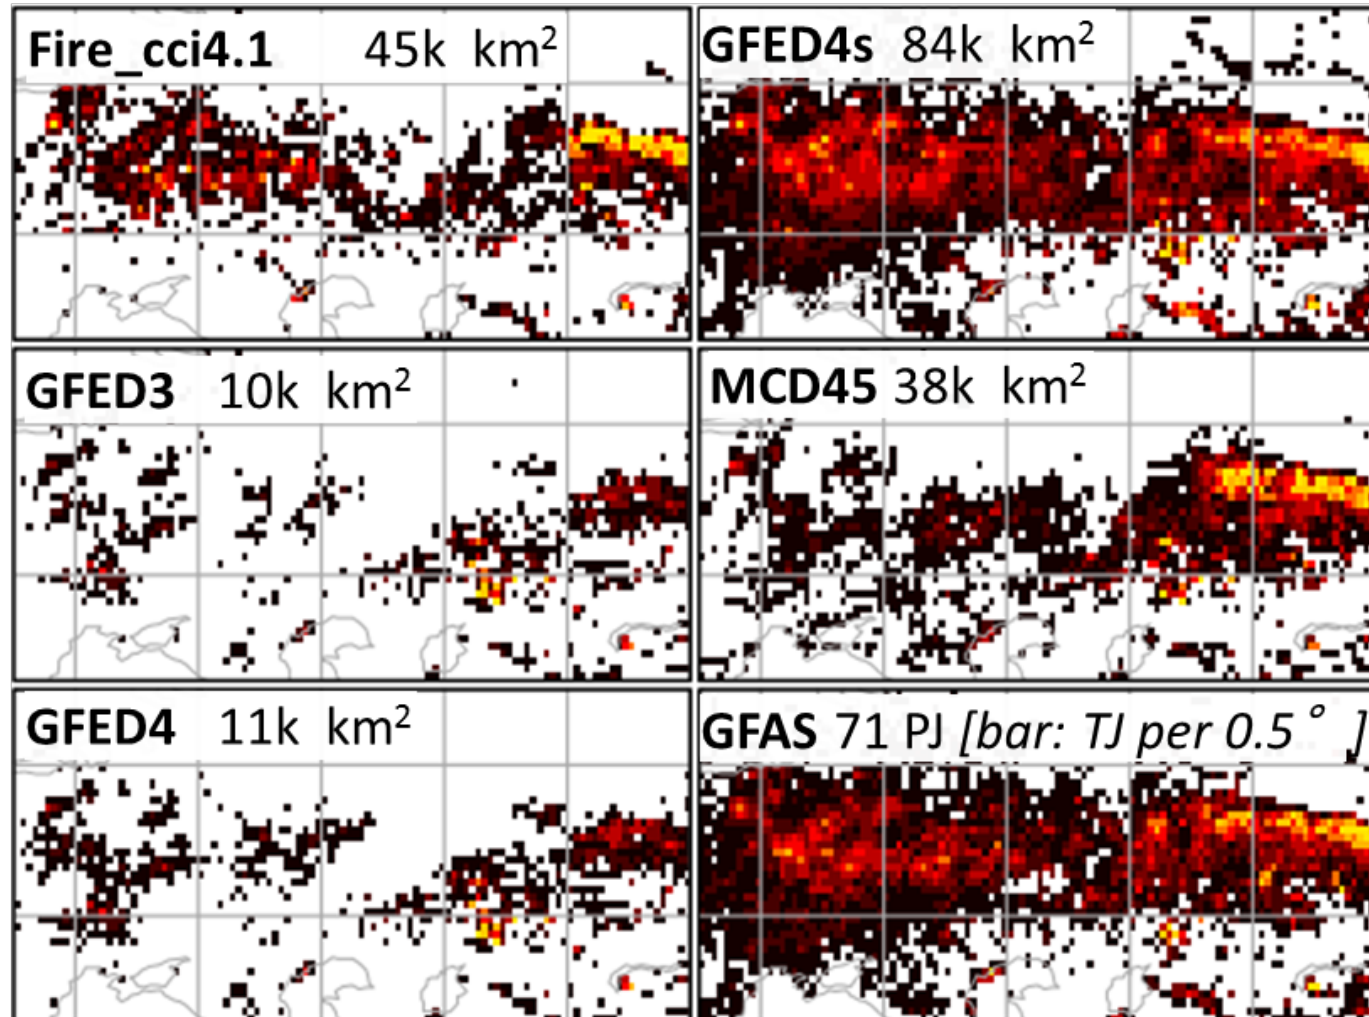 Fire_cci4.1 45k km²
GFED4s 84k km²
GFED3 10k km²
MCD45 38k km²
GFED4 11k km²
GFAS 71 PJ [bar: TJ per 0.5° ]